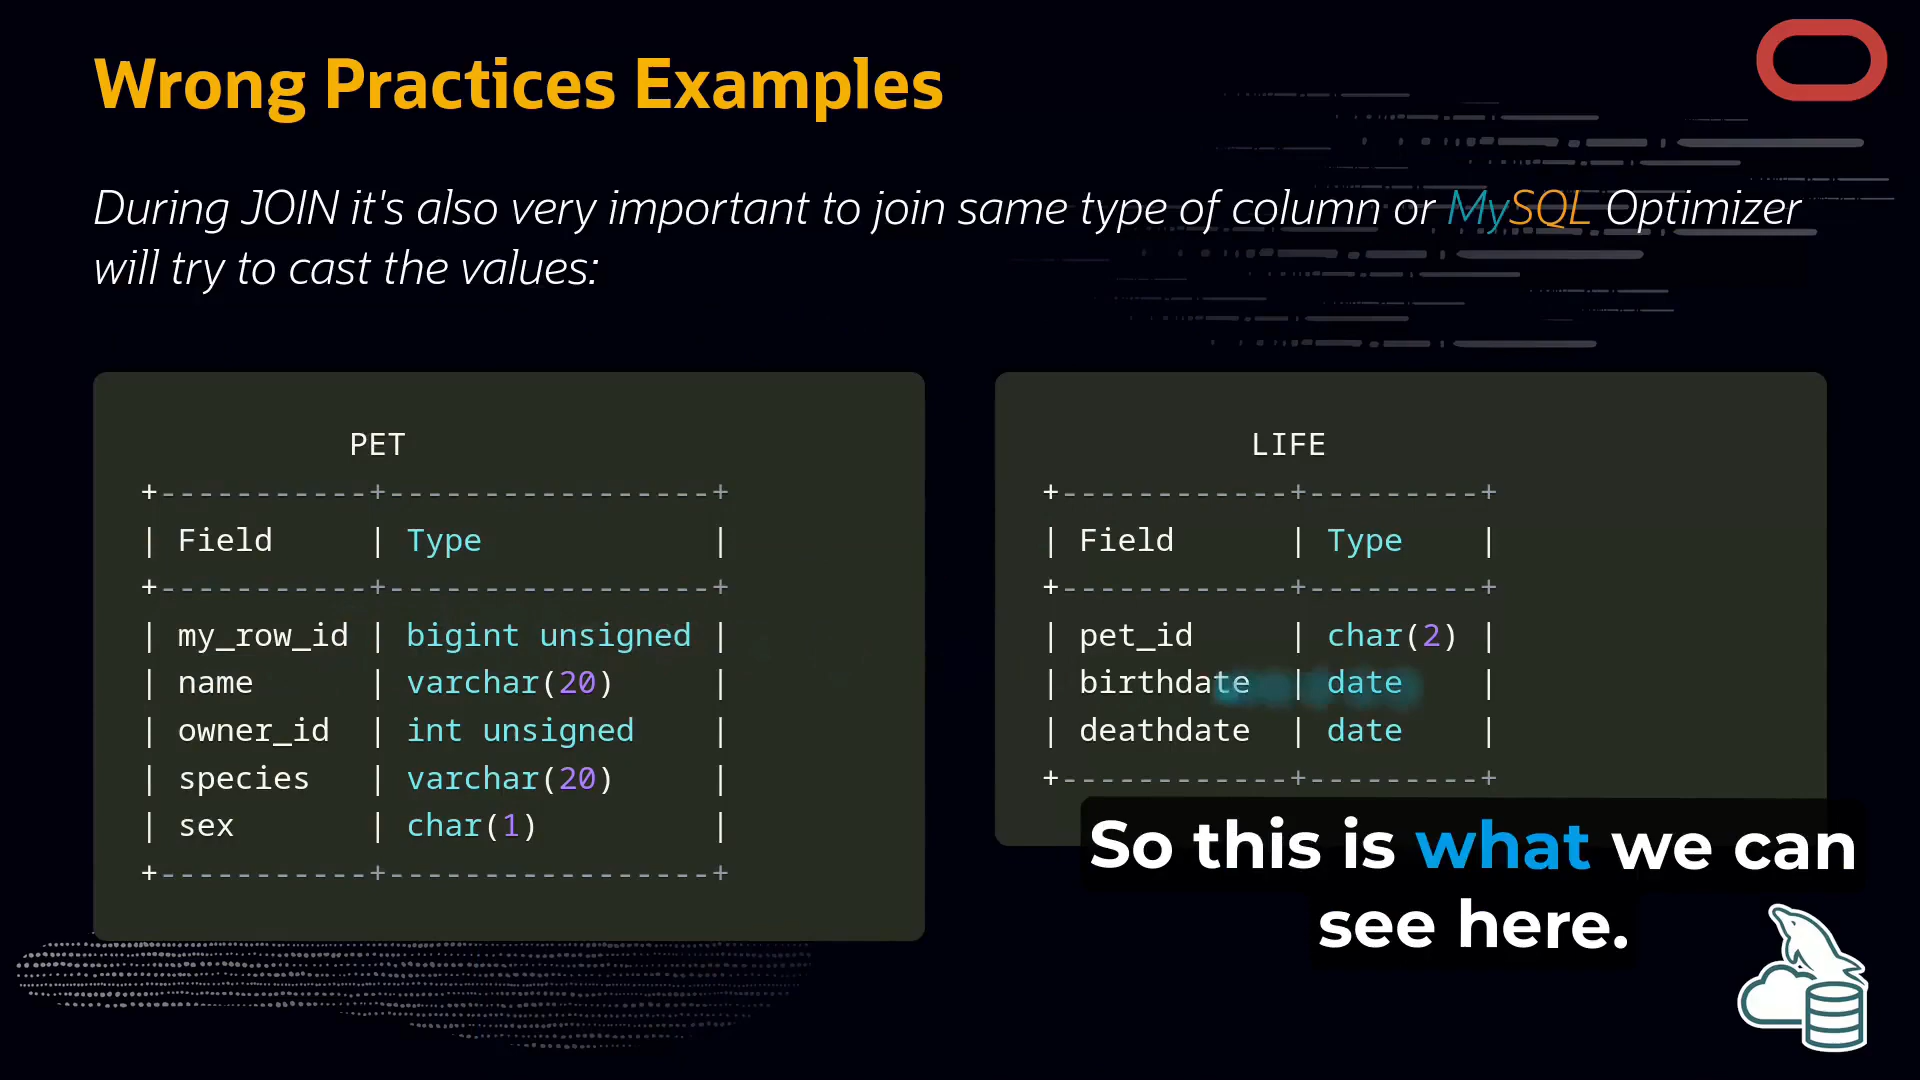 Wrong Practices Examples
During JOIN it's also very important to join same type of column or MySQL Optimizer
will try to cast the values:
PET
+-----------+-----------------+
| Field     | Type            |
+-----------+-----------------+
| my_row_id | bigint unsigned |
| name      | varchar(20)     |
| owner_id  | int unsigned    |
| species   | varchar(20)     |
| sex       | char(1)         |
+-----------+-----------------+
LIFE
+------------+---------+
| Field      | Type    |
+------------+---------+
| pet_id     | char(2) |
| birthdate  | date    |
| deathdate  | date    |
+------------+---------+
So this is what we can
see here.